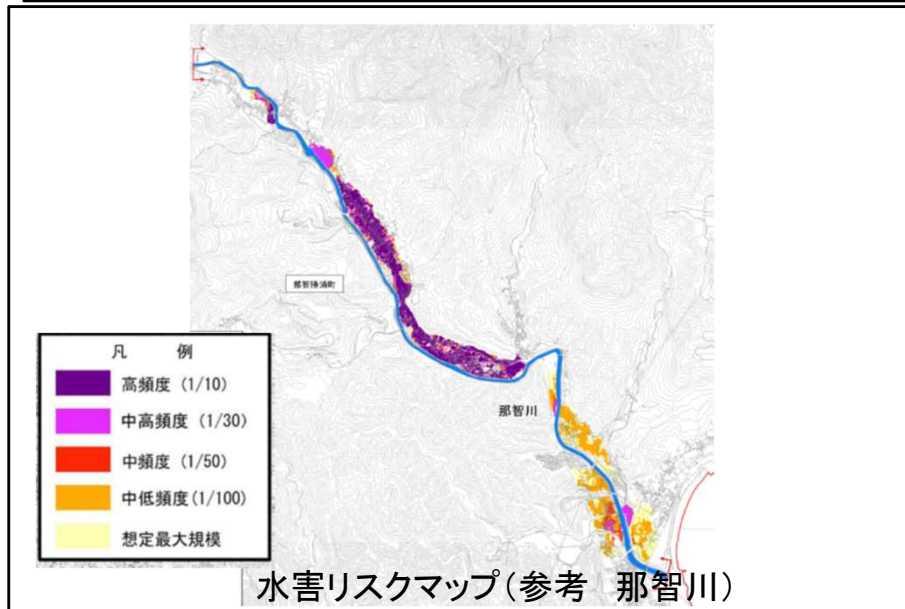 那智勝浦町
那智川
凡 例
高頻度 (1/10)
中高頻度 (1/30)
中頻度 (1/50)
中低頻度(1/100)
想定最大規模
水害リスクマップ(参考 那智川)